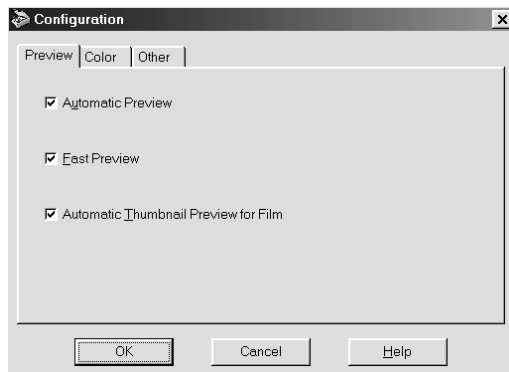 Configuration
Preview Color Other
Automatic Preview
Fast Preview
Automatic Thumbnail Preview for Film
OK Cancel Help